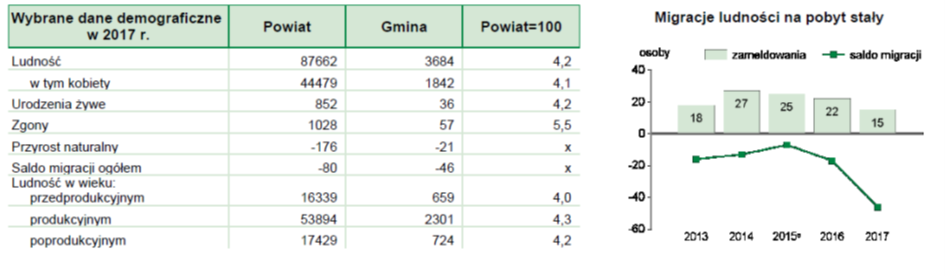 Wybrane dane demograficzne
w 2017 r.
Powiat
Gmina
Powiat=100
Ludność 87662 3684 4,2
w tym kobiety 44479 1842 4,1
Urodzenia żywe 852 36 4,2
Zgony 1028 57 5,5
Przyrost naturalny -176 -21 x
Saldo migracji ogółem -80 -46 x
Ludność w wieku:
przedprodukcyjnym 16339 659 4,0
produkcyjnym 53894 2301 4,3
poprodukcyjnym 17429 724 4,2
Migracje ludności na pobyt stały
osoby
zameldowania
saldo migracji
40
20
0
-20
-40
-60
18
27
25
22
15
2013 2014 2015ᵃ 2016 2017